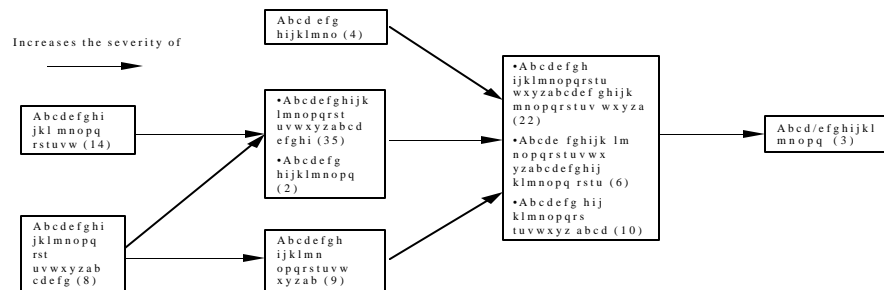 Increases the severity of
Abcdefghi
jkl mnopq
rstuvw (14)
Abcdefghi
jklmnopq
rst
uvwxyzab
cdefg (8)
Abcd efg
hijklmno (4)
•Abcdefghijk
lmnopqrst
uvwxyzabcd
efghi (35)
•Abcdefg
hijklmnopq
(2)
Abcdefgh
ijklmn
opqrstuvw
xyzab (9)
•Abcdefgh
ijklmnopqrstu
wxyzabcdef ghijk
mnopqrstuv wxyza
(22)
•Abcde fghijk lm
nopqrstuvwx
yzabcdefghij
klmnopq rstu (6)
•Abcdefg hij
klmnopqrs
tuvwxyz abcd (10)
Abcd/efghijkl
mnopq (3)